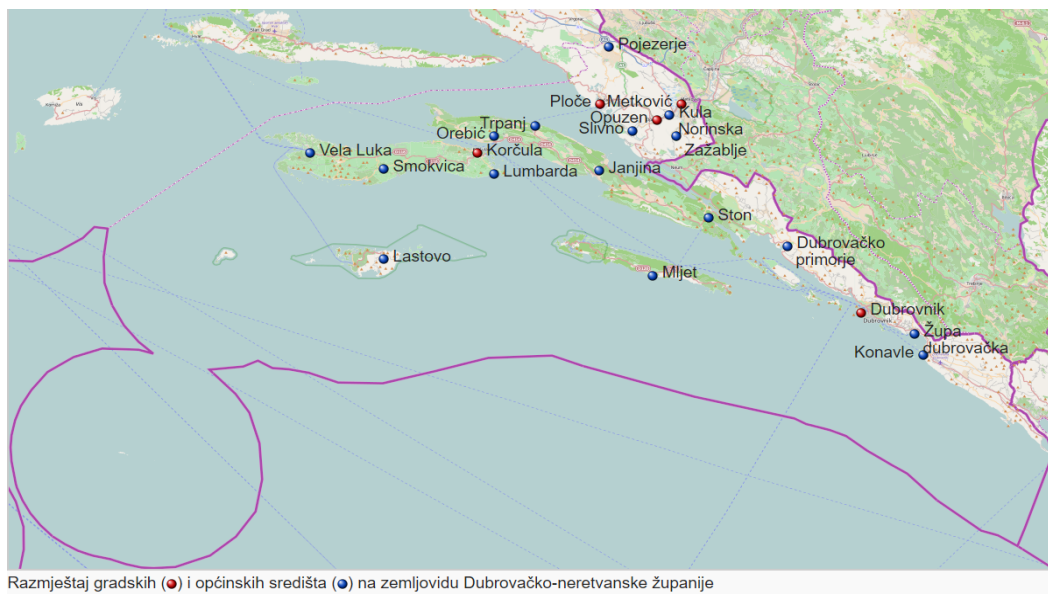 Pojezerje
Ploče
Metković
Opuzen
Kula
Norinska
Slivno
Zažablje
Trpanj
Orebić
Korčula
Vela Luka
Smokvica
Lumbarda
Janjina
Ston
Dubrovačko
primorje
Lastovo
Mljet
Dubrovnik
Dubrovnik
Župa
dubrovačka
Konavle
Razmještaj gradskih () i općinskih središta () na zemljovidu Dubrovačko-neretvanske županije